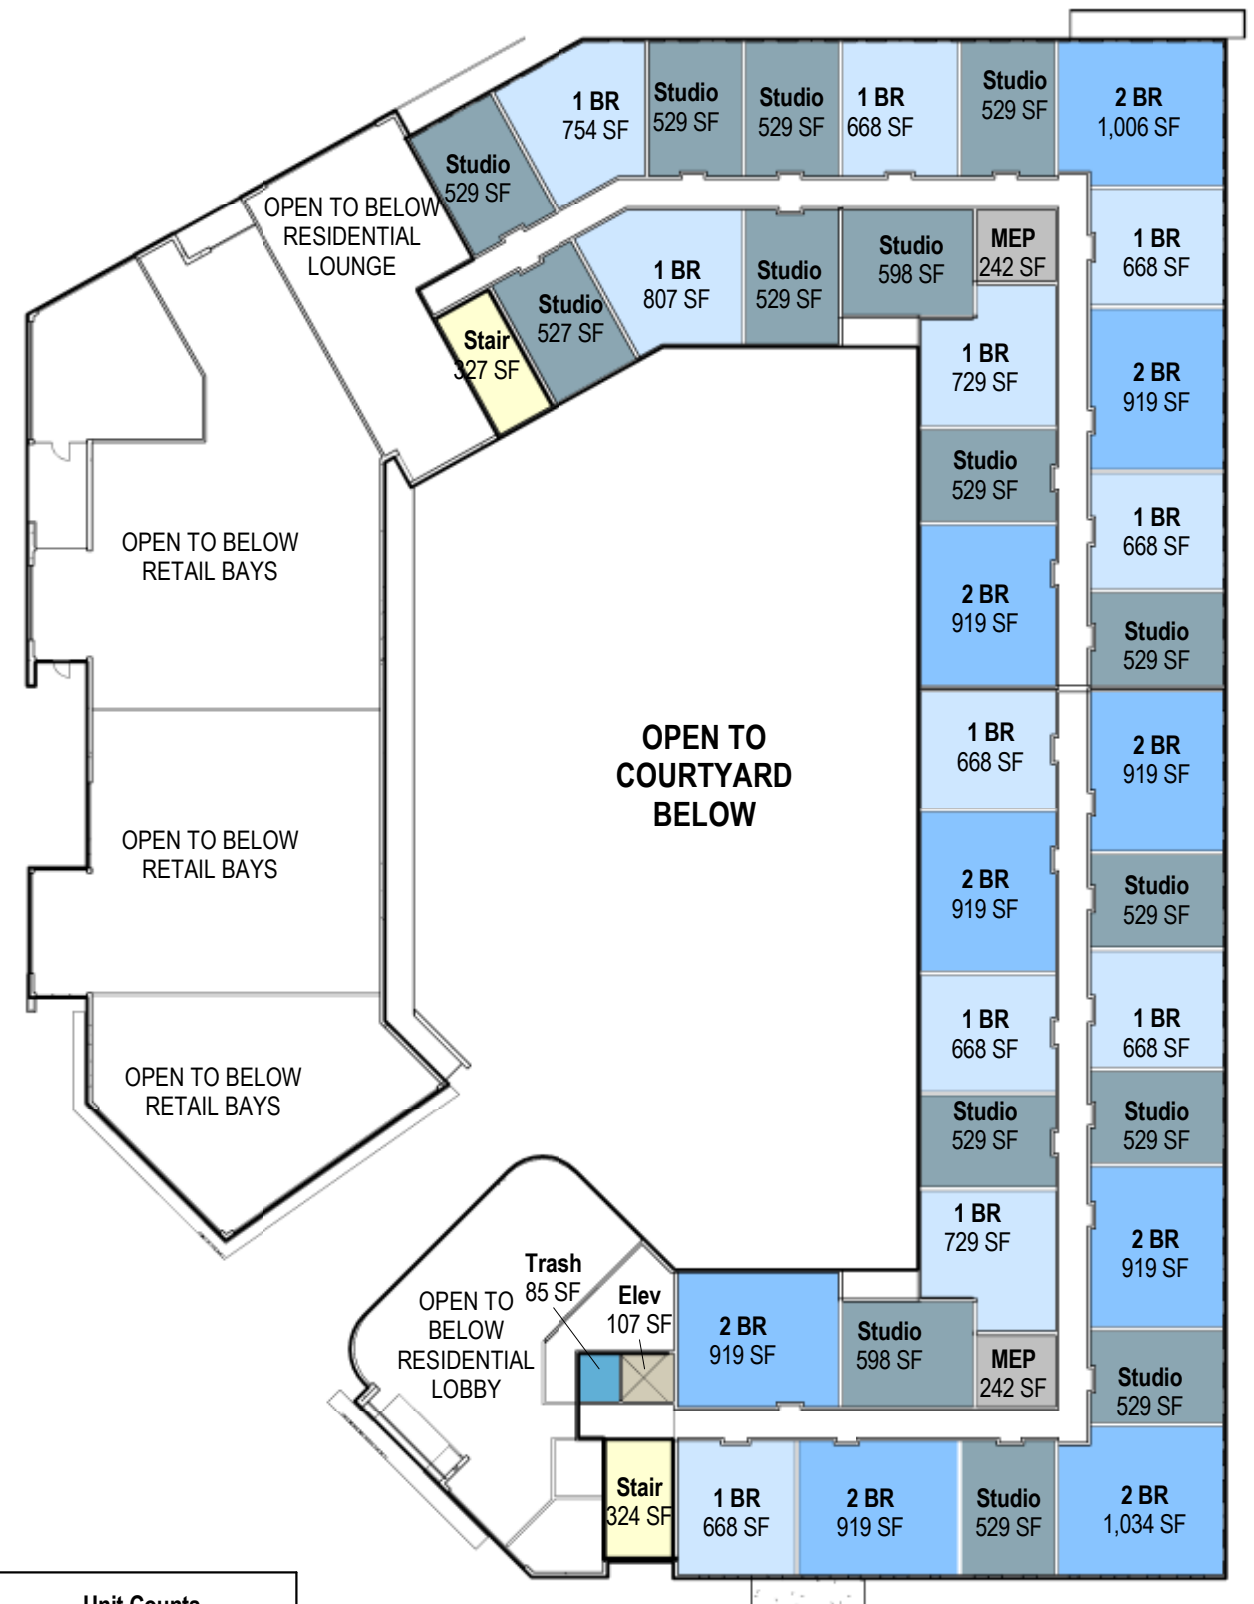 1 BR
754 SF
Studio
529 SF
Studio
529 SF
1 BR
668 SF
Studio
529 SF
2 BR
1,006 SF
Studio
529 SF
OPEN TO BELOW
RESIDENTIAL
LOUNGE
1 BR
807 SF
Studio
529 SF
Studio
598 SF
MEP
242 SF
1 BR
668 SF
Studio
527 SF
Stair
327 SF
1 BR
729 SF
2 BR
919 SF
Studio
529 SF
1 BR
668 SF
OPEN TO BELOW
RETAIL BAYS
2 BR
919 SF
Studio
529 SF
OPEN TO
COURTYARD
BELOW
1 BR
668 SF
2 BR
919 SF
OPEN TO BELOW
RETAIL BAYS
2 BR
919 SF
Studio
529 SF
1 BR
668 SF
1 BR
668 SF
OPEN TO BELOW
RETAIL BAYS
Studio
529 SF
Studio
529 SF
1 BR
729 SF
2 BR
919 SF
Trash
85 SF
Elev
107 SF
OPEN TO
BELOW
RESIDENTIAL
LOBBY
2 BR
919 SF
Studio
598 SF
MEP
242 SF
Studio
529 SF
Stair
324 SF
1 BR
668 SF
2 BR
919 SF
Studio
529 SF
2 BR
1,034 SF
Unit Counts